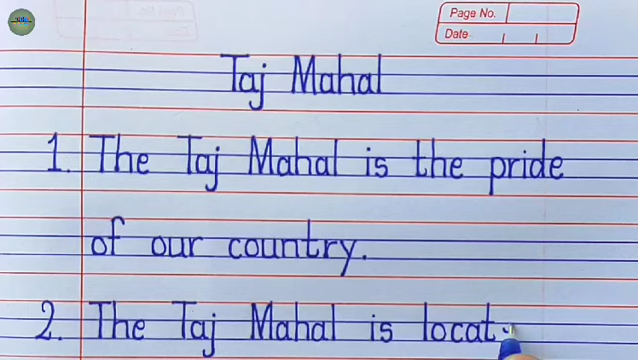 Page No.
Date
Taj Mahal
1. The Taj Mahal is the pride
of our country.
2. The Taj Mahal is locat